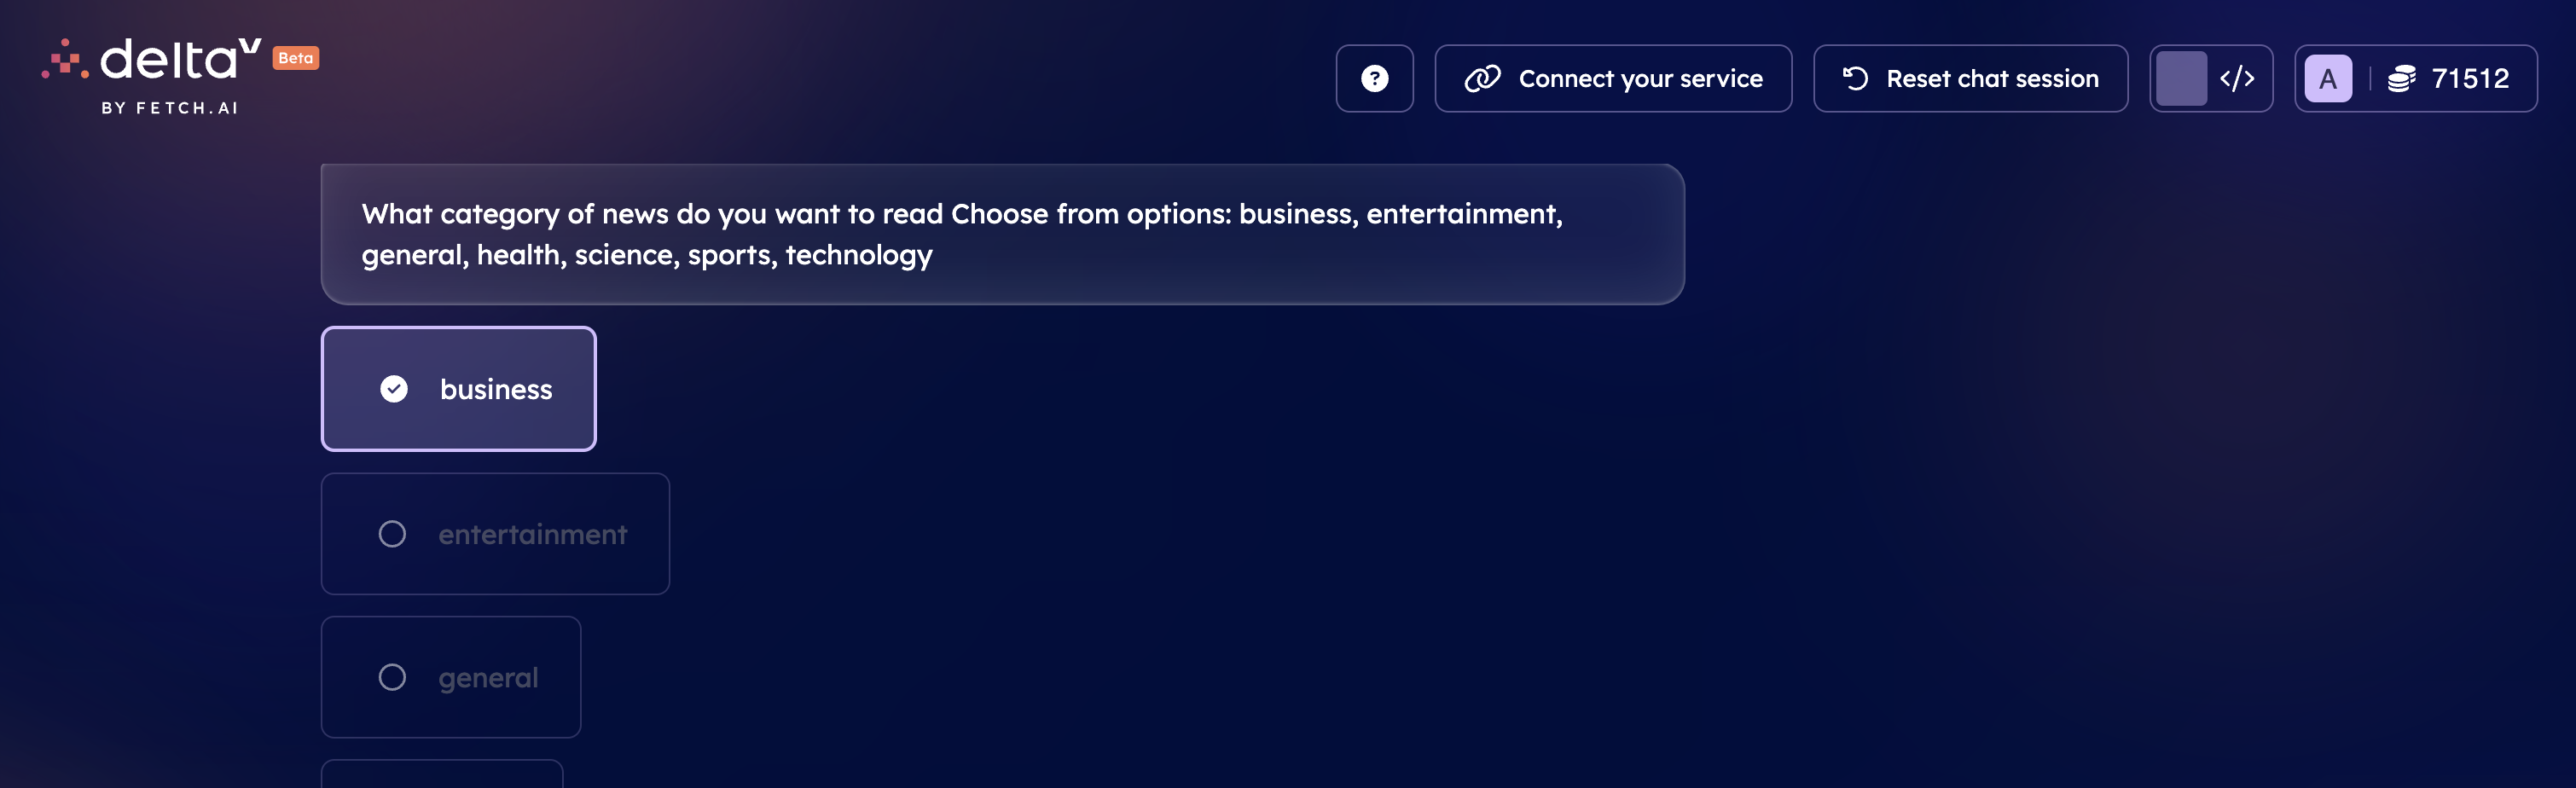 deltaV Beta
BY FETCH.AI
? Connect your service Reset chat session </> A | 71512
What category of news do you want to read Choose from options: business, entertainment,
general, health, science, sports, technology
business
entertainment
general